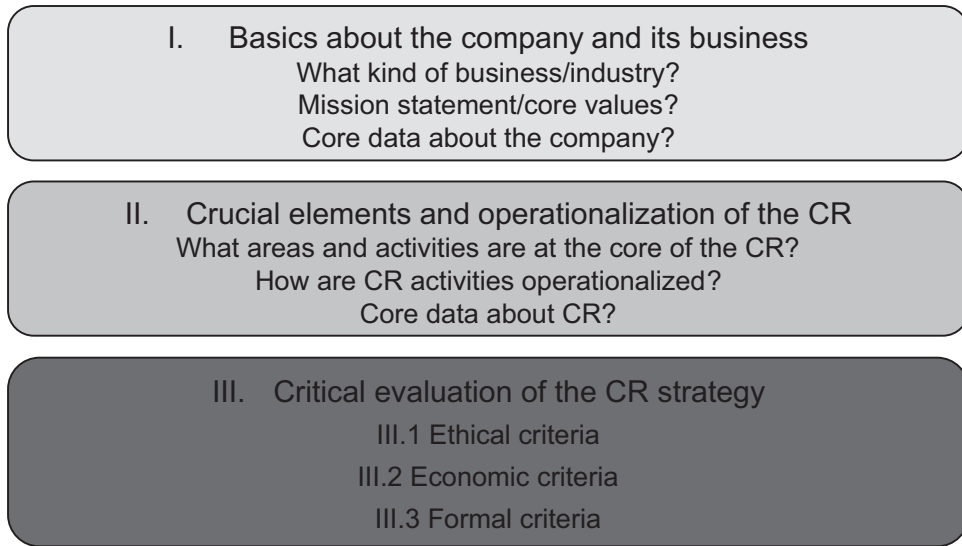 I. Basics about the company and its business
What kind of business/industry?
Mission statement/core values?
Core data about the company?
II. Crucial elements and operationalization of the CR
What areas and activities are at the core of the CR?
How are CR activities operationalized?
Core data about CR?
III. Critical evaluation of the CR strategy
III.1 Ethical criteria
III.2 Economic criteria
III.3 Formal criteria